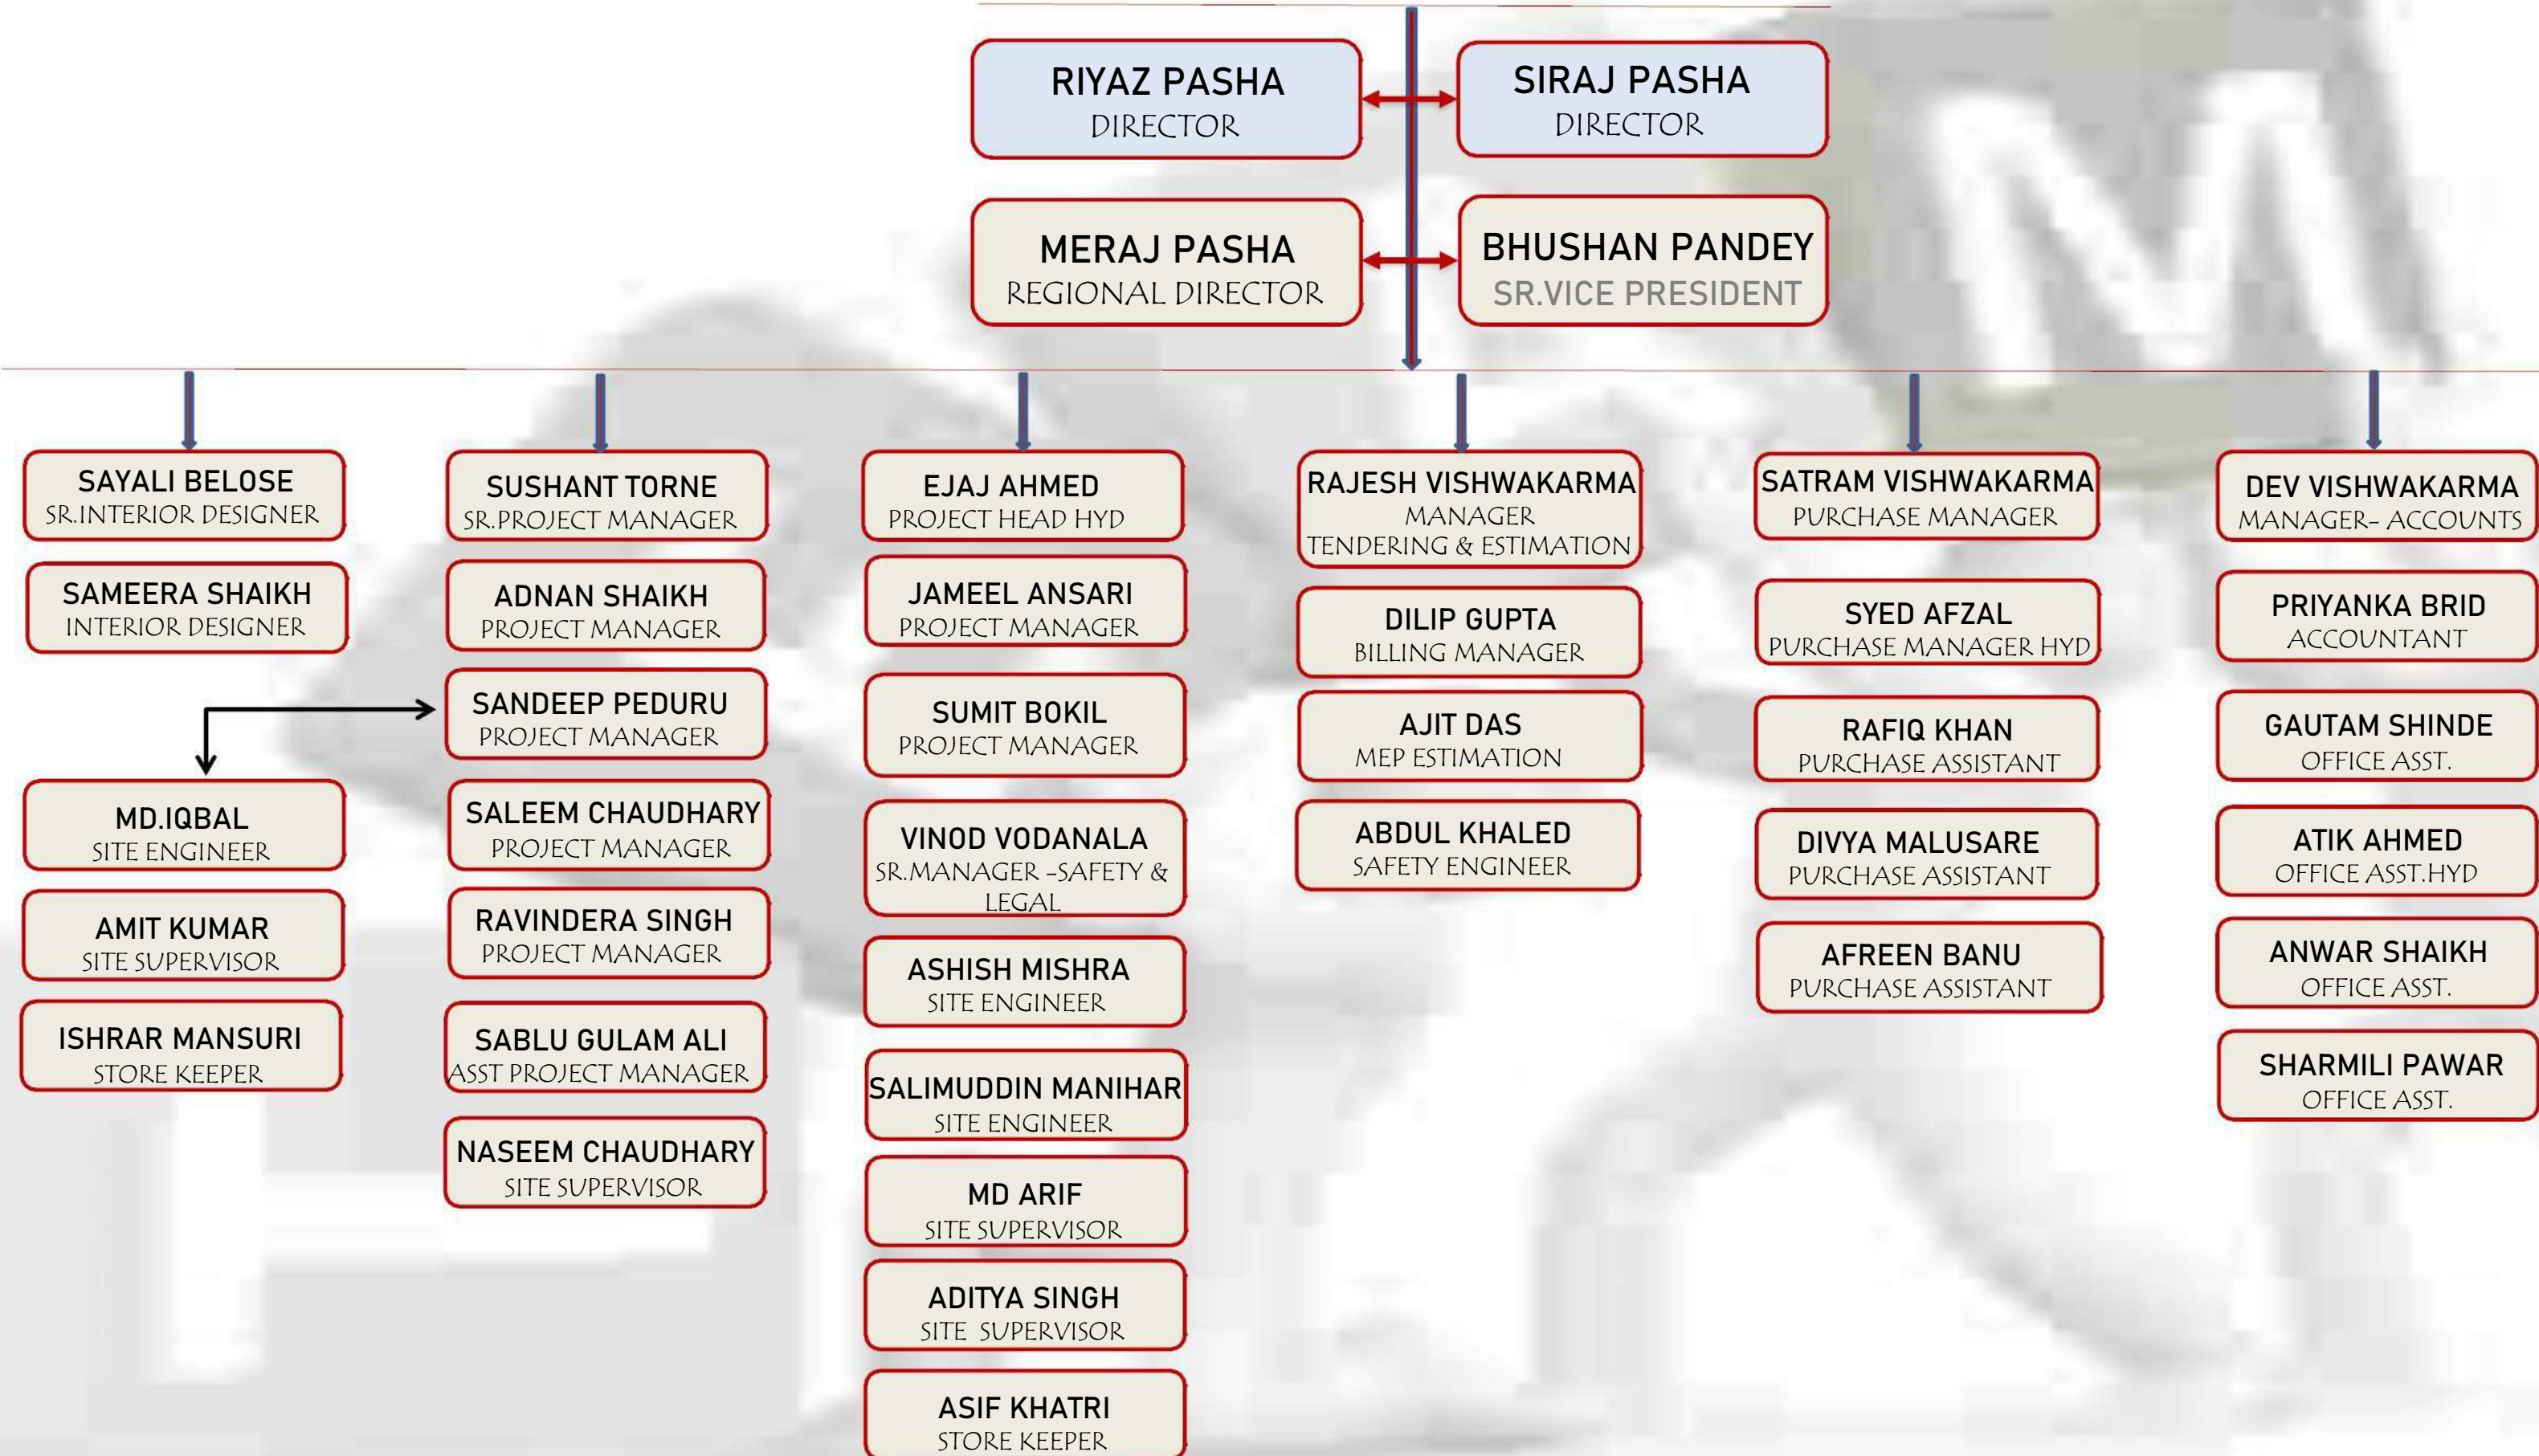 RIYAZ PASHA
DIRECTOR
SIRAJ PASHA
DIRECTOR
MERAJ PASHA
REGIONAL DIRECTOR
BHUSHAN PANDEY
SR.VICE PRESIDENT
SAYALI BELOSE
SR.INTERIOR DESIGNER
SAMEERA SHAIKH
INTERIOR DESIGNER
MD.IQBAL
SITE ENGINEER
AMIT KUMAR
SITE SUPERVISOR
ISHRAR MANSURI
STORE KEEPER
SUSHANT TORNE
SR.PROJECT MANAGER
ADNAN SHAIKH
PROJECT MANAGER
SANDEEP PEDURU
PROJECT MANAGER
SALEEM CHAUDHARY
PROJECT MANAGER
RAVINDERA SINGH
PROJECT MANAGER
SABLU GULAM ALI
ASST PROJECT MANAGER
NASEEM CHAUDHARY
SITE SUPERVISOR
EJAJ AHMED
PROJECT HEAD HYD
JAMEEL ANSARI
PROJECT MANAGER
SUMIT BOKIL
PROJECT MANAGER
VINOD VODANALA
SR.MANAGER -SAFETY &
LEGAL
ASHISH MISHRA
SITE ENGINEER
SALIMUDDIN MANIHAR
SITE ENGINEER
MD ARIF
SITE SUPERVISOR
ADITYA SINGH
SITE SUPERVISOR
ASIF KHATRI
STORE KEEPER
RAJESH VISHWAKARMA
MANAGER
TENDERING & ESTIMATION
DILIP GUPTA
BILLING MANAGER
AJIT DAS
MEP ESTIMATION
ABDUL KHALED
SAFETY ENGINEER
SATRAM VISHWAKARMA
PURCHASE MANAGER
SYED AFZAL
PURCHASE MANAGER HYD
RAFIQ KHAN
PURCHASE ASSISTANT
DIVYA MALUSARE
PURCHASE ASSISTANT
AFREEN BANU
PURCHASE ASSISTANT
DEV VISHWAKARMA
MANAGER- ACCOUNTS
PRIYANKA BRID
ACCOUNTANT
GAUTAM SHINDE
OFFICE ASST.
ATIK AHMED
OFFICE ASST.HYD
ANWAR SHAIKH
OFFICE ASST.
SHARMILI PAWAR
OFFICE ASST.